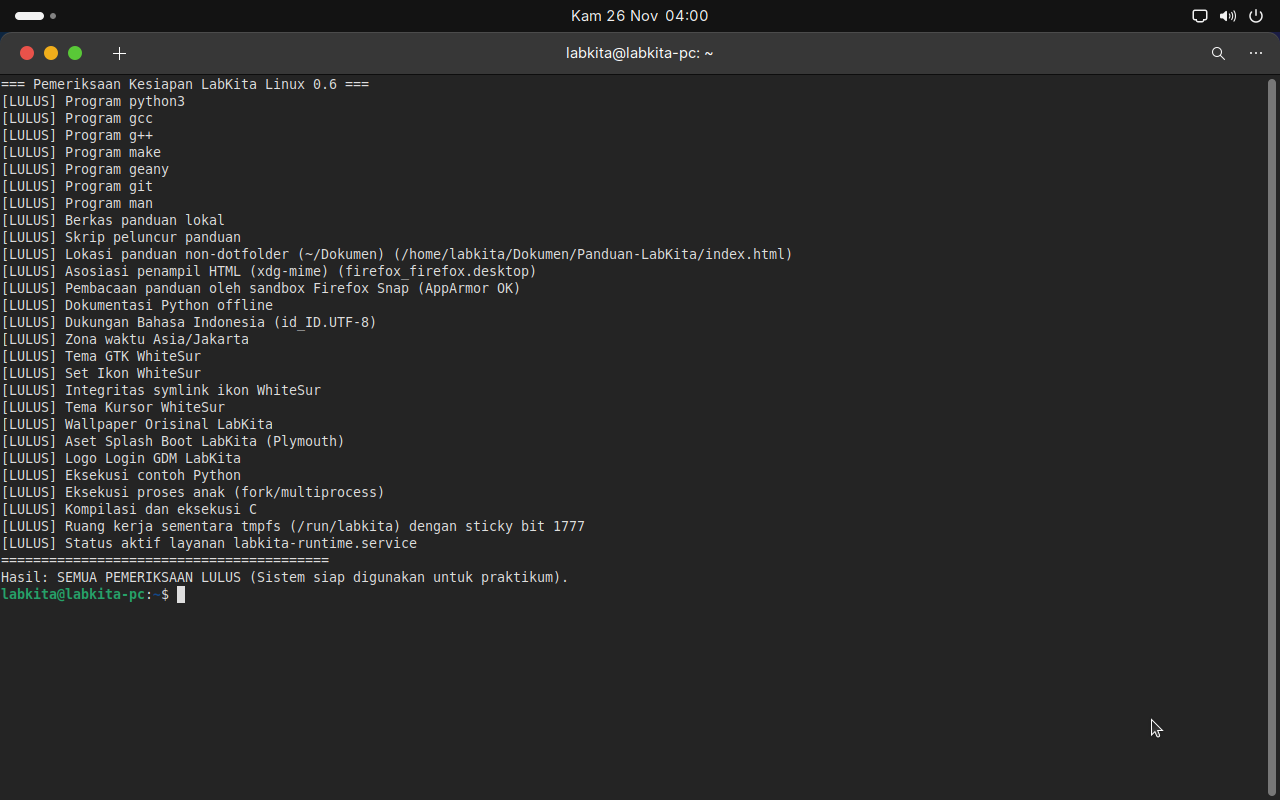 Kam 26 Nov 04:00
labkita@labkita-pc: ~
=== Pemeriksaan Kesiapan LabKita Linux 0.6 ===
[LULUS] Program python3
[LULUS] Program gcc
[LULUS] Program g++
[LULUS] Program make
[LULUS] Program geany
[LULUS] Program git
[LULUS] Program man
[LULUS] Berkas panduan lokal
[LULUS] Skrip peluncur panduan
[LULUS] Lokasi panduan non-dotfolder (~/Dokumen) (/home/labkita/Dokumen/Panduan-LabKita/index.html)
[LULUS] Asosiasi penampil HTML (xdg-mime) (firefox_firefox.desktop)
[LULUS] Pembacaan panduan oleh sandbox Firefox Snap (AppArmor OK)
[LULUS] Dokumentasi Python offline
[LULUS] Dukungan Bahasa Indonesia (id_ID.UTF-8)
[LULUS] Zona waktu Asia/Jakarta
[LULUS] Tema GTK WhiteSur
[LULUS] Set Ikon WhiteSur
[LULUS] Integritas symlink ikon WhiteSur
[LULUS] Tema Kursor WhiteSur
[LULUS] Wallpaper Orisinal LabKita
[LULUS] Aset Splash Boot LabKita (Plymouth)
[LULUS] Logo Login GDM LabKita
[LULUS] Eksekusi contoh Python
[LULUS] Eksekusi proses anak (fork/multiprocess)
[LULUS] Kompilasi dan eksekusi C
[LULUS] Ruang kerja sementara tmpfs (/run/labkita) dengan sticky bit 1777
[LULUS] Status aktif layanan labkita-runtime.service
=========================================
Hasil: SEMUA PEMERIKSAAN LULUS (Sistem siap digunakan untuk praktikum).
labkita@labkita-pc:~$